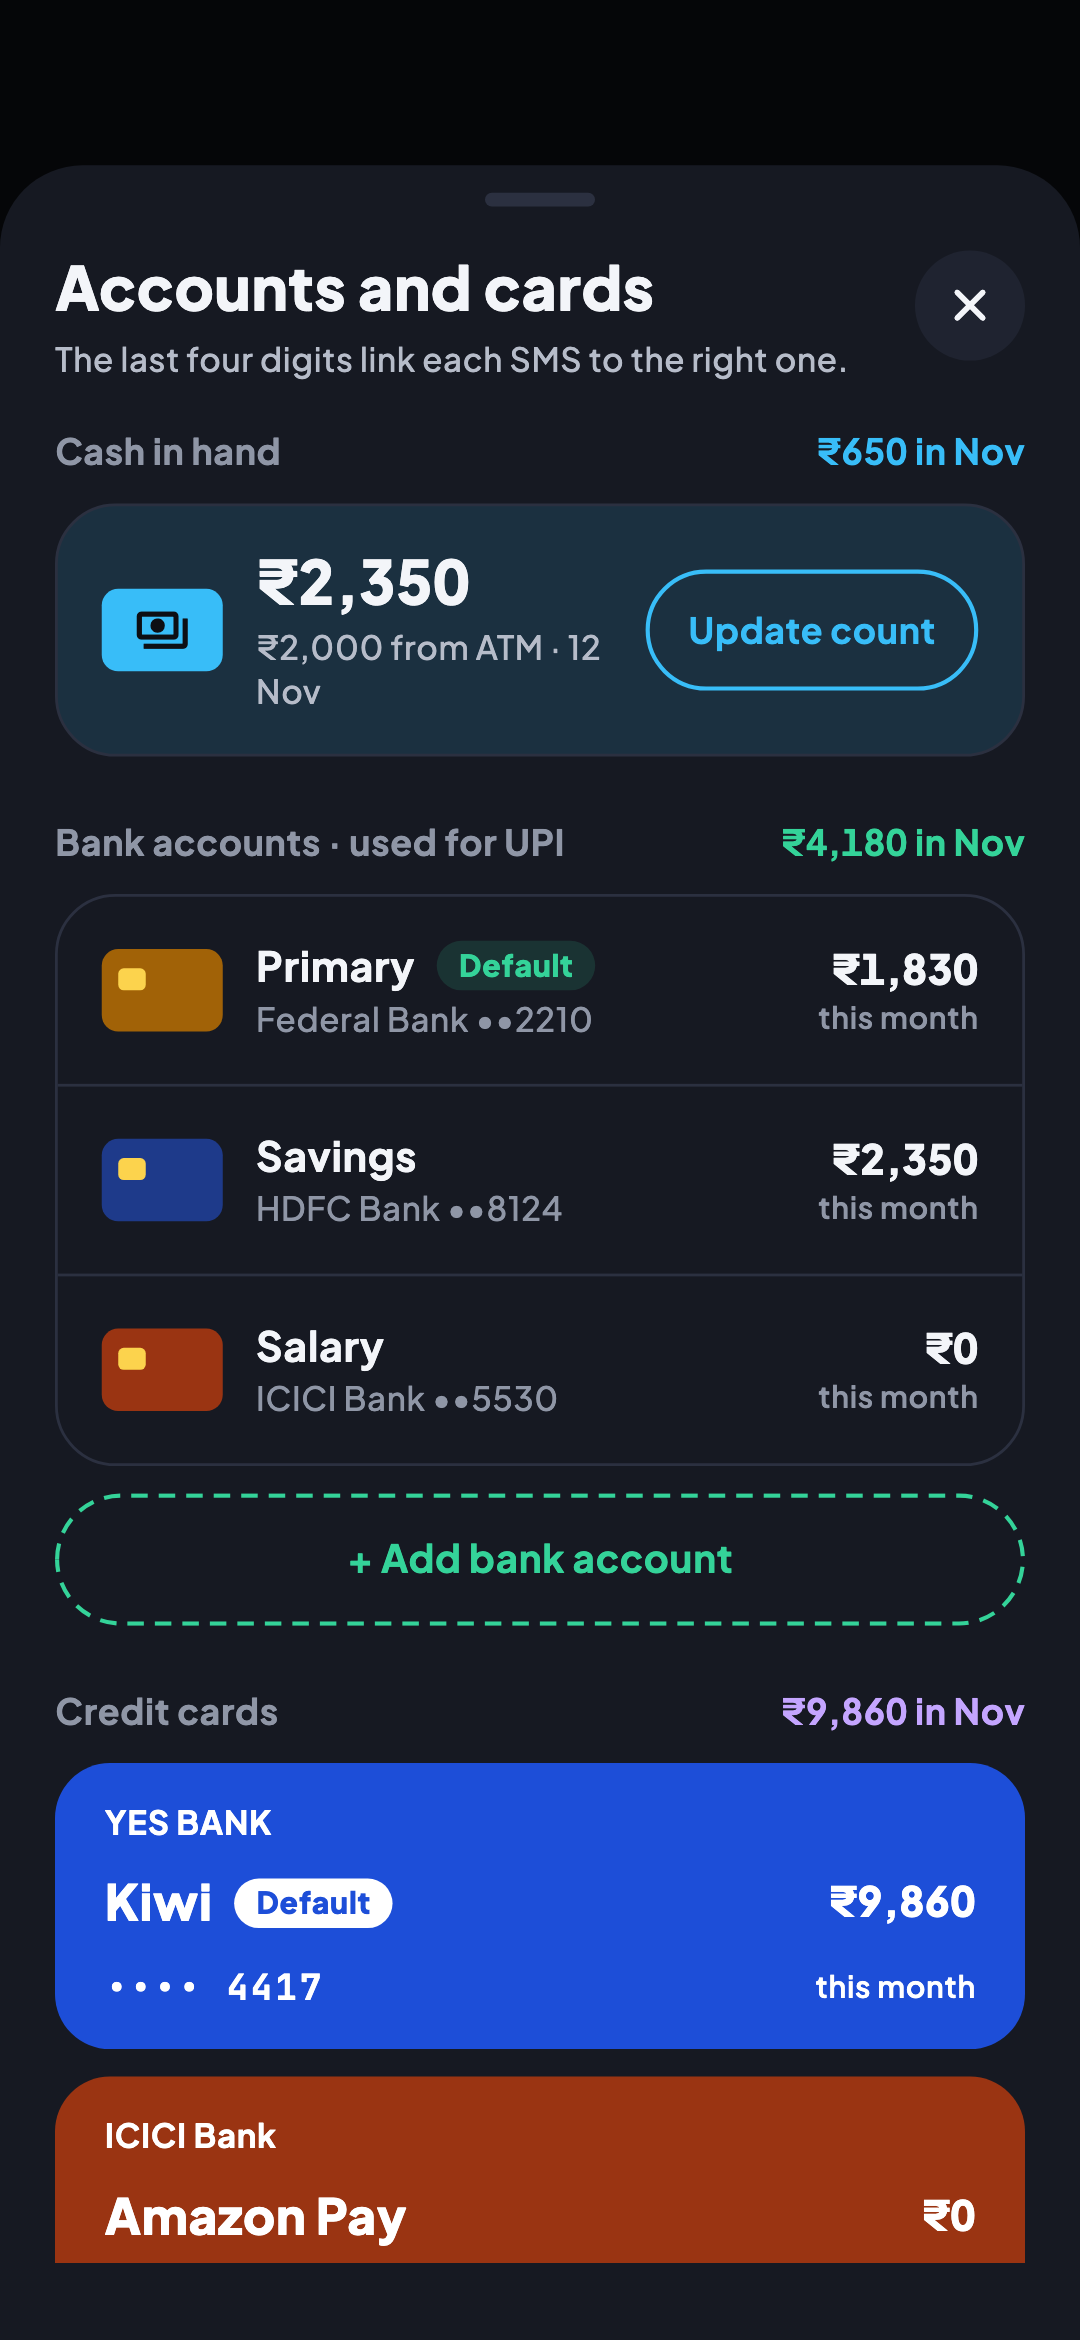 Accounts and cards
The last four digits link each SMS to the right one.
Cash in hand
₹650 in Nov
₹2,350
₹2,000 from ATM · 12
Nov
Update count
Bank accounts · used for UPI
₹4,180 in Nov
Primary
Default
₹1,830
Federal Bank ••2210
this month
Savings
₹2,350
HDFC Bank ••8124
this month
Salary
₹0
ICICI Bank ••5530
this month
+ Add bank account
Credit cards
₹9,860 in Nov
YES BANK
Kiwi
Default
₹9,860
•••• 4417
this month
ICICI Bank
Amazon Pay
₹0